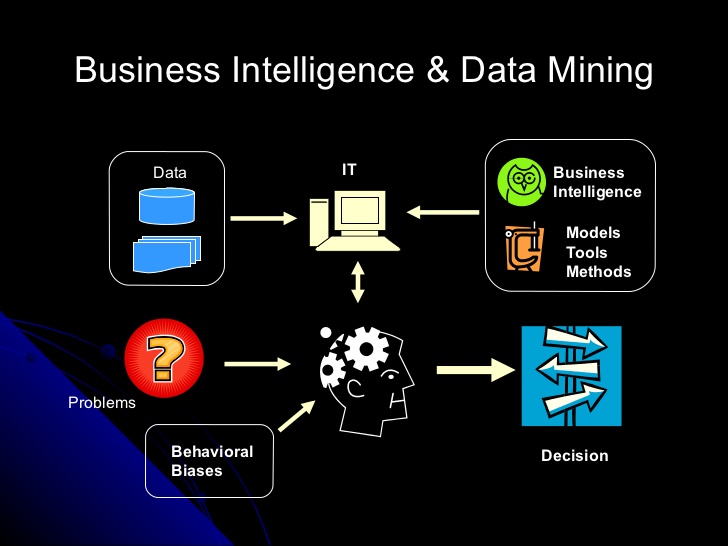 Business Intelligence & Data Mining
Data
IT
Business
Intelligence
Models
Tools
Methods
Problems
Behavioral
Biases
Decision